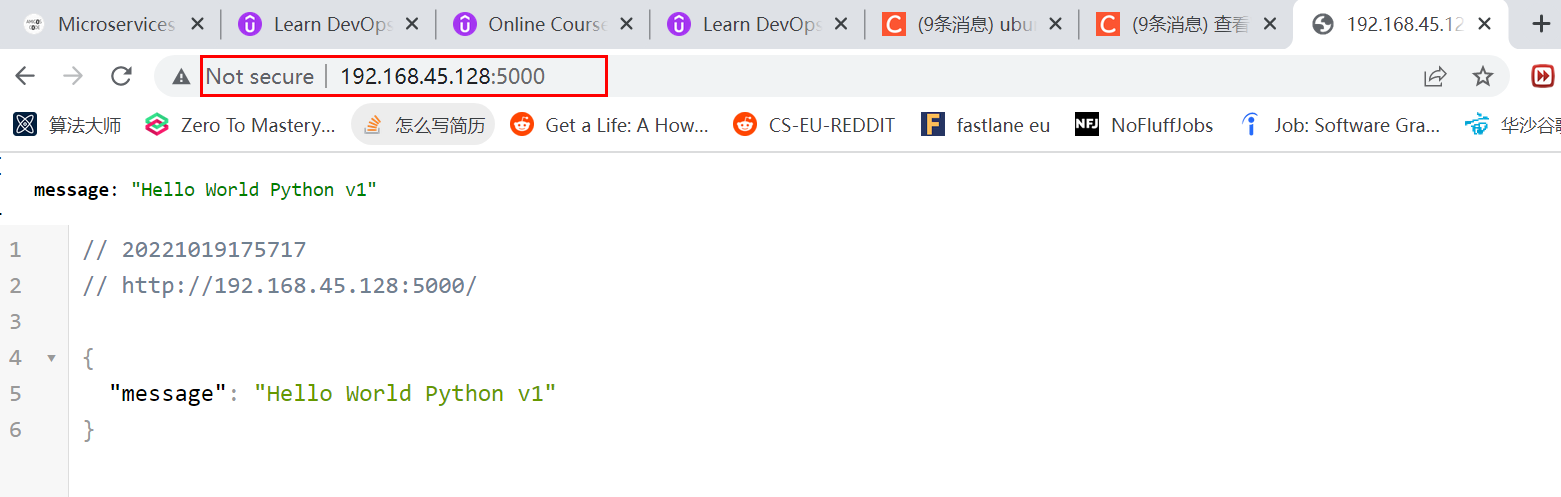 Microservices Learn DevOps Online Course Learn DevOps (9条消息) ubu (9条消息) 查看 192.168.45.12
Not secure | 192.168.45.128:5000
算法大师 Zero To Mastery... 怎么写简历 Get a Life: A How... CS-EU-REDDIT fastlane eu NFJ NoFluffJobs Job: Software Gra... 华沙谷
message: "Hello World Python v1"
1 // 20221019175717
2 // http://192.168.45.128:5000/
3
4 {
5 "message": "Hello World Python v1"
6 }